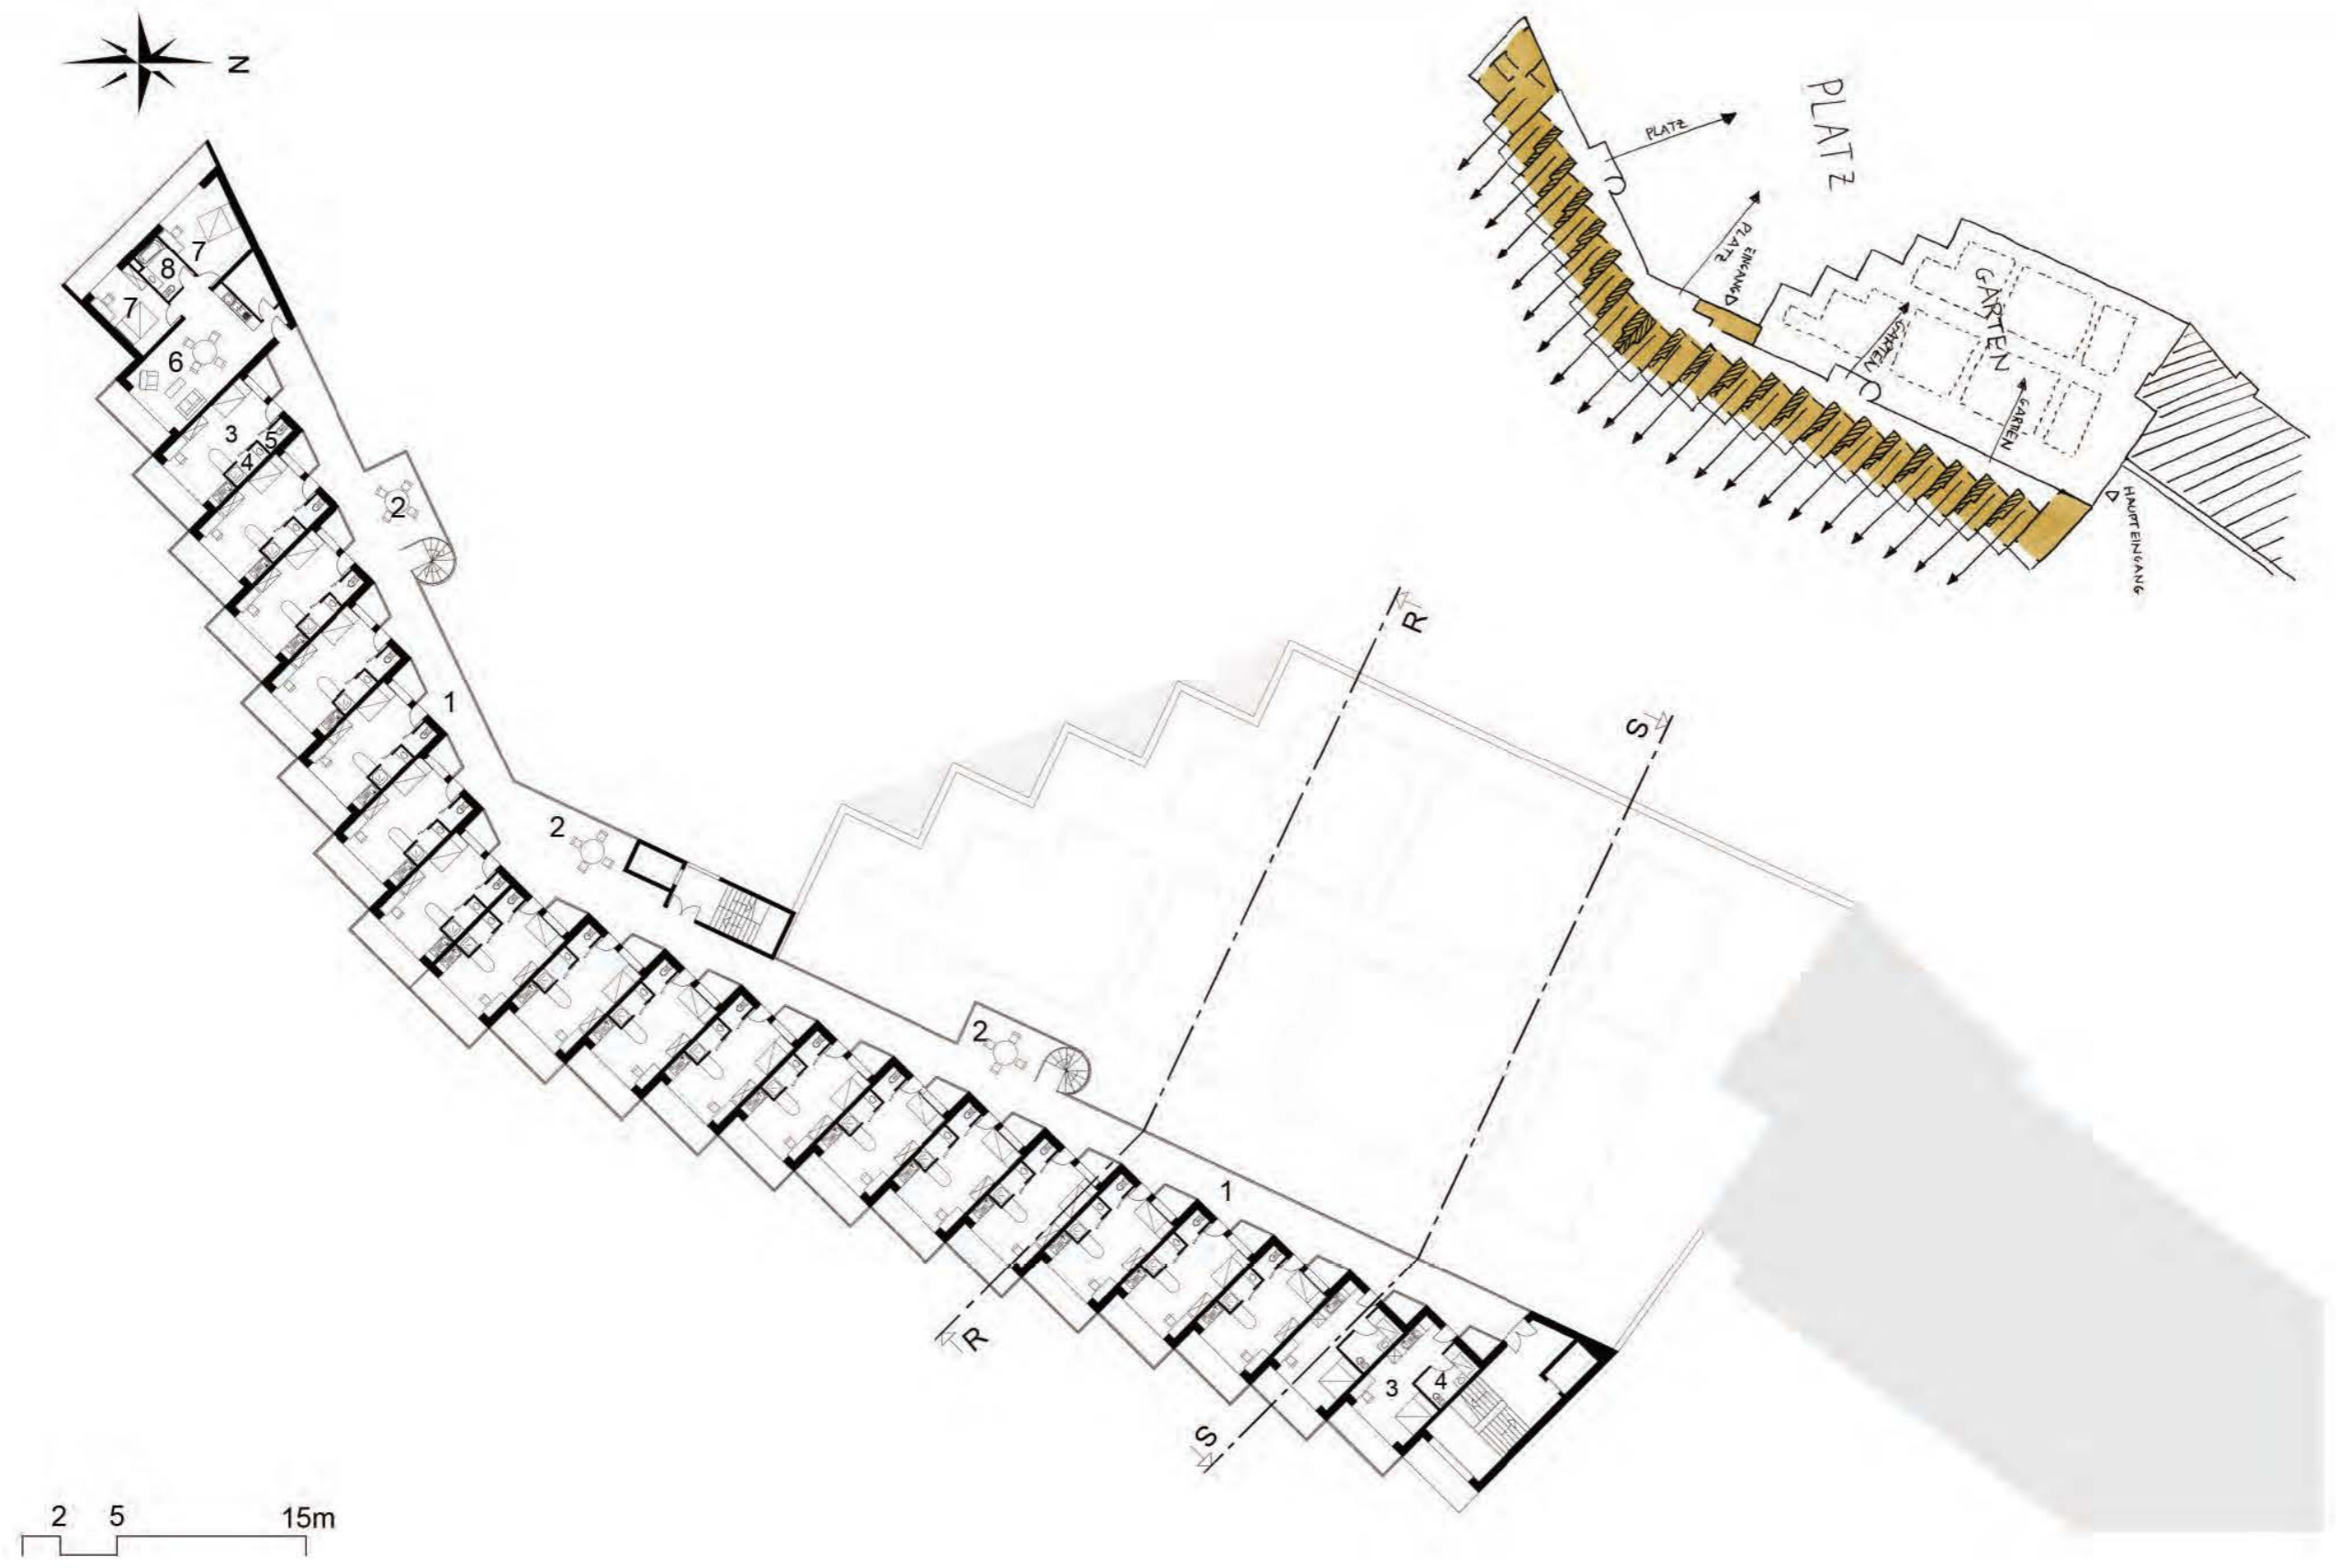 N
PLATZ
PLATZ
PLATZ
EINGANG
GARTEN
GARTEN
GARTEN
HAUPTEINGANG
7
8
7
6
3
5
4
2
1
2
2
1
R
S
R
S
3
4
2 5 15m